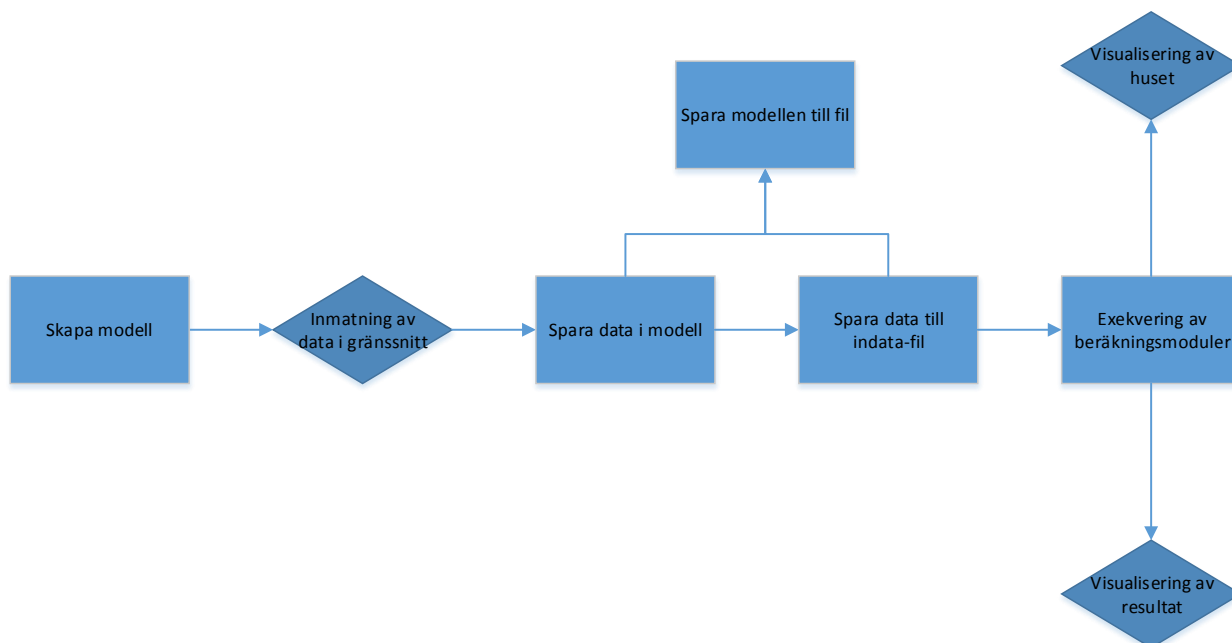 Visualisering av
huset
Spara modellen till fil
Skapa modell
Inmatning av
data i gränssnitt
Spara data i modell
Spara data till
indata-fil
Exekvering av
beräkningsmoduler
Visualisering av
resultat